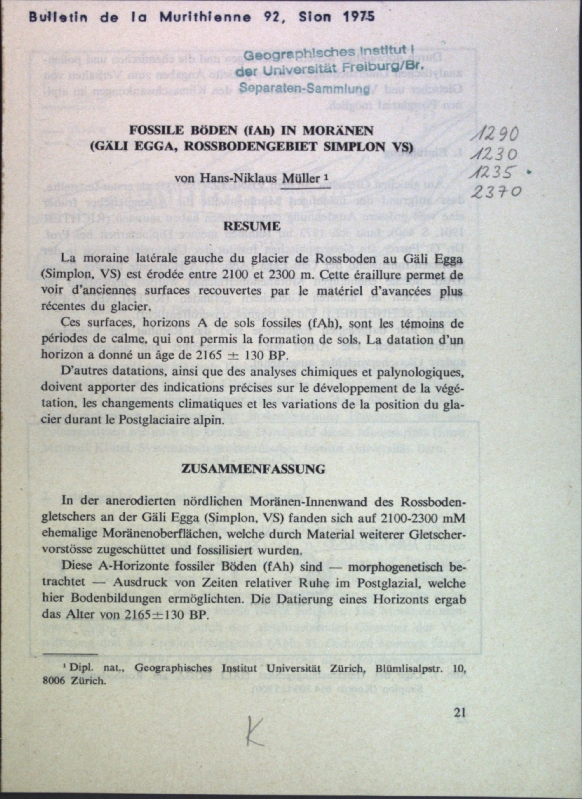 Bulletin de la Murithienne 92, Sion 1975
Geographisches Institut I
der Universität Freiburg/Br.
Separaten-Sammlung
FOSSILE BöDEN (fAh) IN MORÄNEN
(GÄLI EGGA, ROSSBODENGEBIET SIMPLON VS)
1290
1230
1235
2370
von Hans-Niklaus Müller ¹
RESUME
La moraine latérale gauche du glacier de Rossboden au Gäli Egga
(Simplon, VS) est érodée entre 2100 et 2300 m. Cette éraillure permet de
voir d'anciennes surfaces recouvertes par le matériel d'avancées plus
récentes du glacier.
Ces surfaces, horizons A de sols fossiles (fAh), sont les témoins de
périodes de calme, qui ont permis la formation de sols. La datation d'un
horizon a donné un âge de 2165 ± 130 BP.
D'autres datations, ainsi que des analyses chimiques et palynologiques,
doivent apporter des indications précises sur le développement de la végé-
tation, les changements climatiques et les variations de la position du gla-
cier durant le Postglaciaire alpin.
ZUSAMMENFASSUNG
In der anerodierten nördlichen Moränen-Innenwand des Rossboden-
gletschers an der Gäli Egga (Simplon, VS) fanden sich auf 2100-2300 mM
ehemalige Moränenoberflächen, welche durch Material weiterer Gletscher-
vorstösse zugeschüttet und fossilisiert wurden.
Diese A-Horizonte fossiler Böden (fAh) sind — morphogenetisch be-
trachtet — Ausdruck von Zeiten relativer Ruhe im Postglazial, welche
hier Bodenbildungen ermöglichten. Die Datierung eines Horizonts ergab
das Alter von 2165±130 BP.
¹ Dipl. nat., Geographisches Institut Universität Zürich, Blümlisalpstr. 10,
8006 Zürich.
21
K